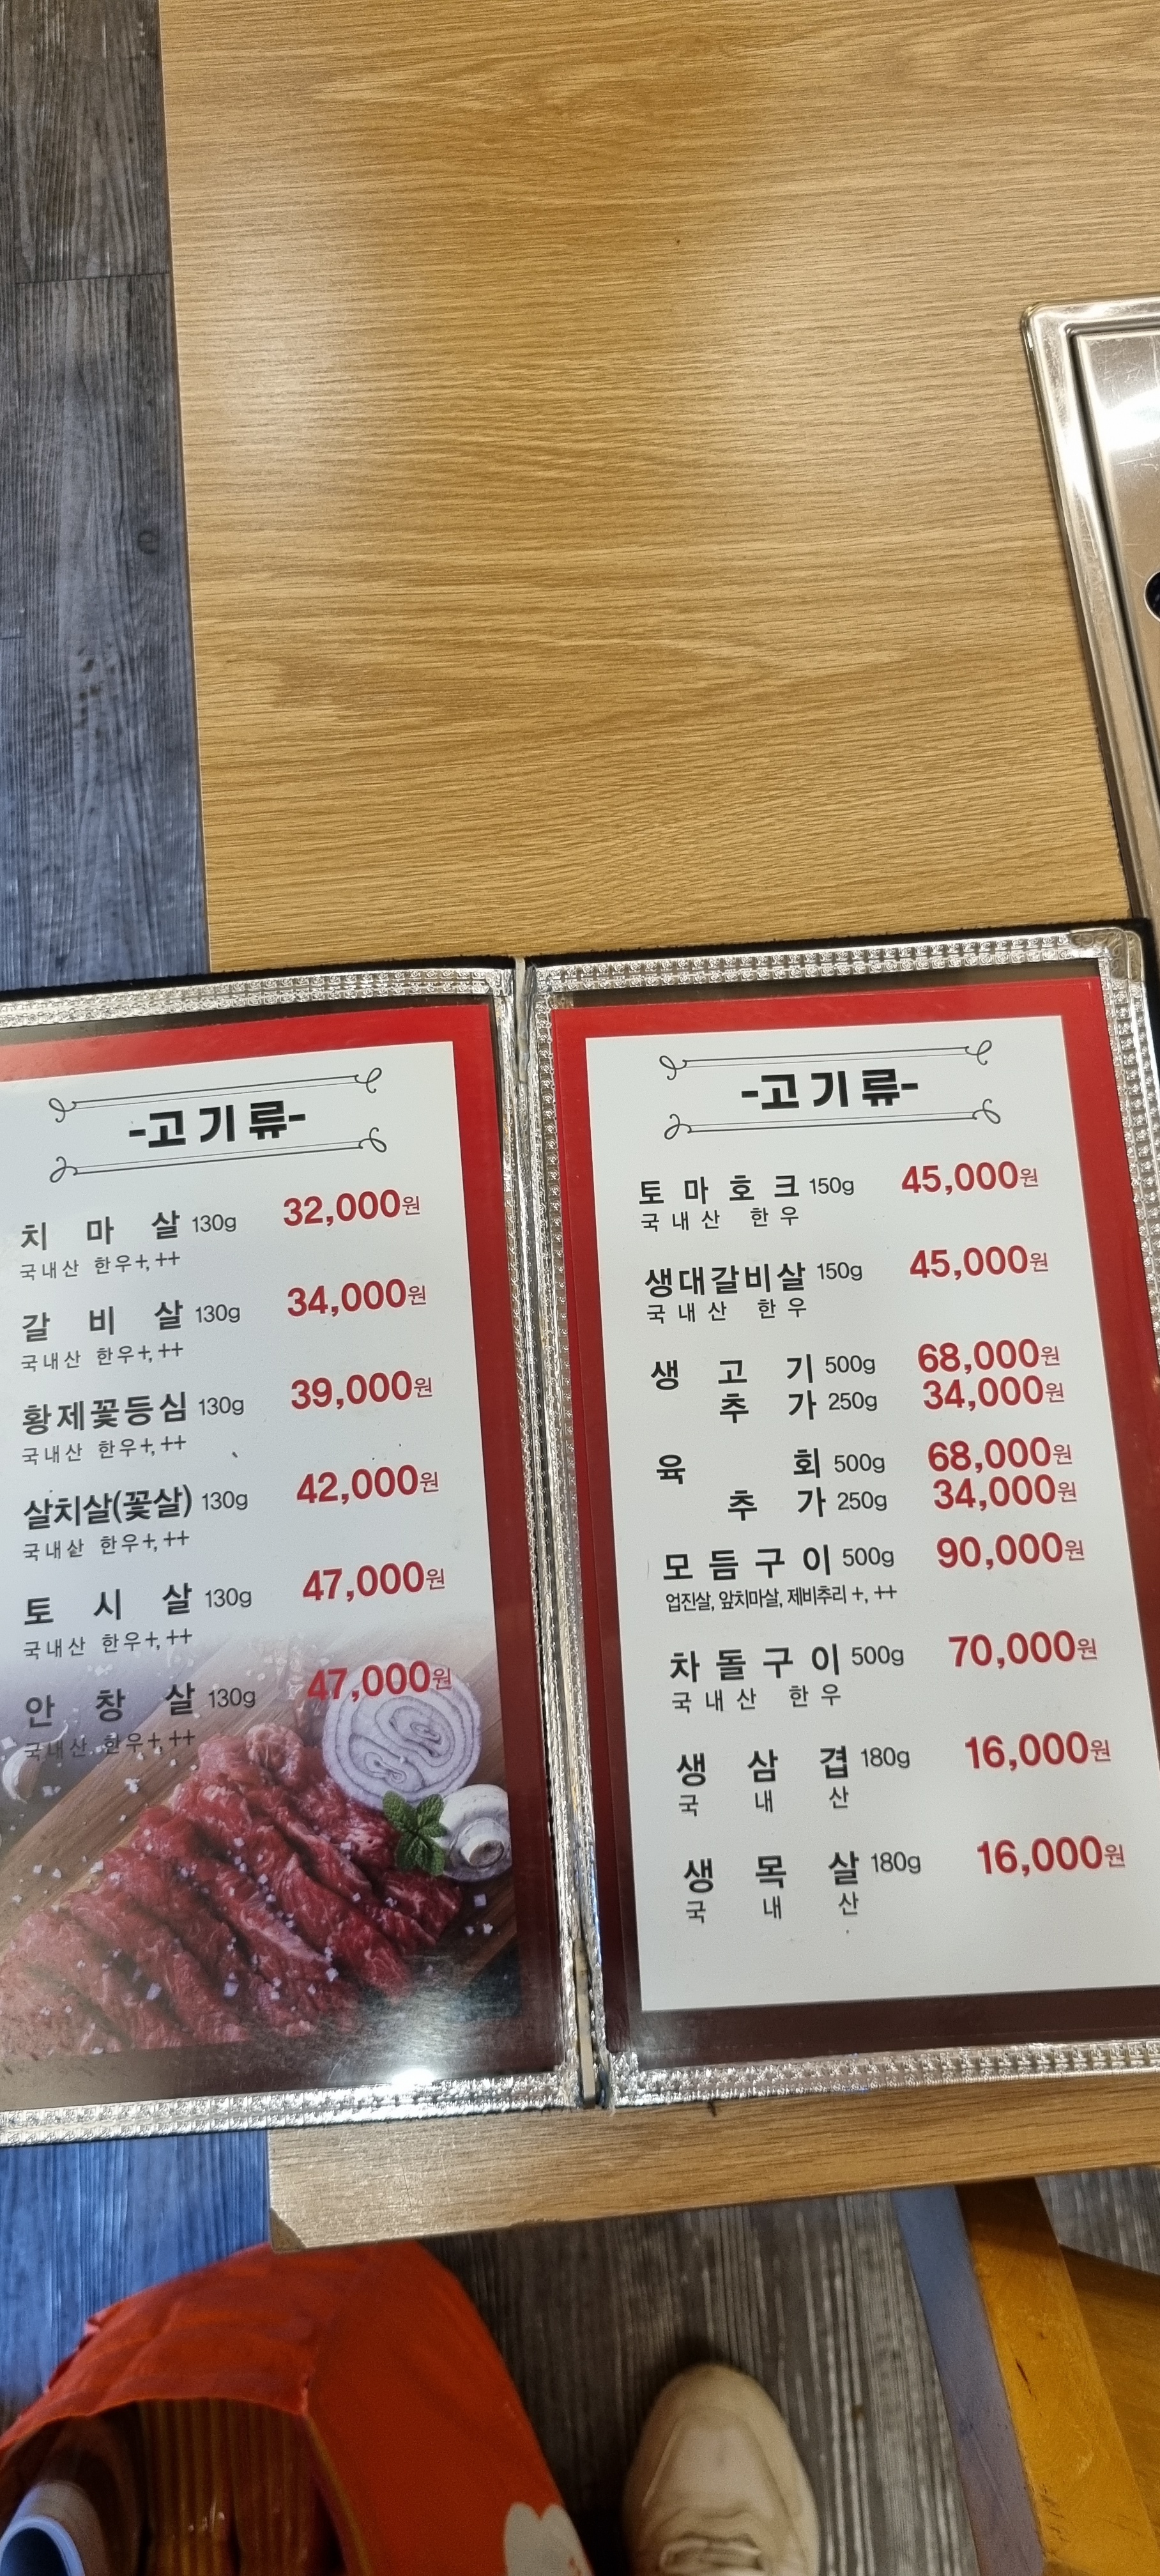 -고기류-
치마살 130g 32,000원
국내산 한우+,++
갈비살 130g 34,000원
국내산 한우+,++
황제꽃등심 130g 39,000원
국내산 한우+,++
살치살(꽃살) 130g 42,000원
국내산 한우+,++
토시살 130g 47,000원
국내산 한우+,++
안창살 130g 47,000원
국내산 한우+,++
-고기류-
토마호크 150g 45,000원
국내산 한우
생대갈비살 150g 45,000원
국내산 한우
생고기 500g 68,000원
추가 250g 34,000원
육회 500g 68,000원
추가 250g 34,000원
모듬구이 500g 90,000원
업진살, 앞치마살, 제비추리 +, ++
차돌구이 500g 70,000원
국내산 한우
생삼겹 180g 16,000원
국내산
생목살 180g 16,000원
국내산